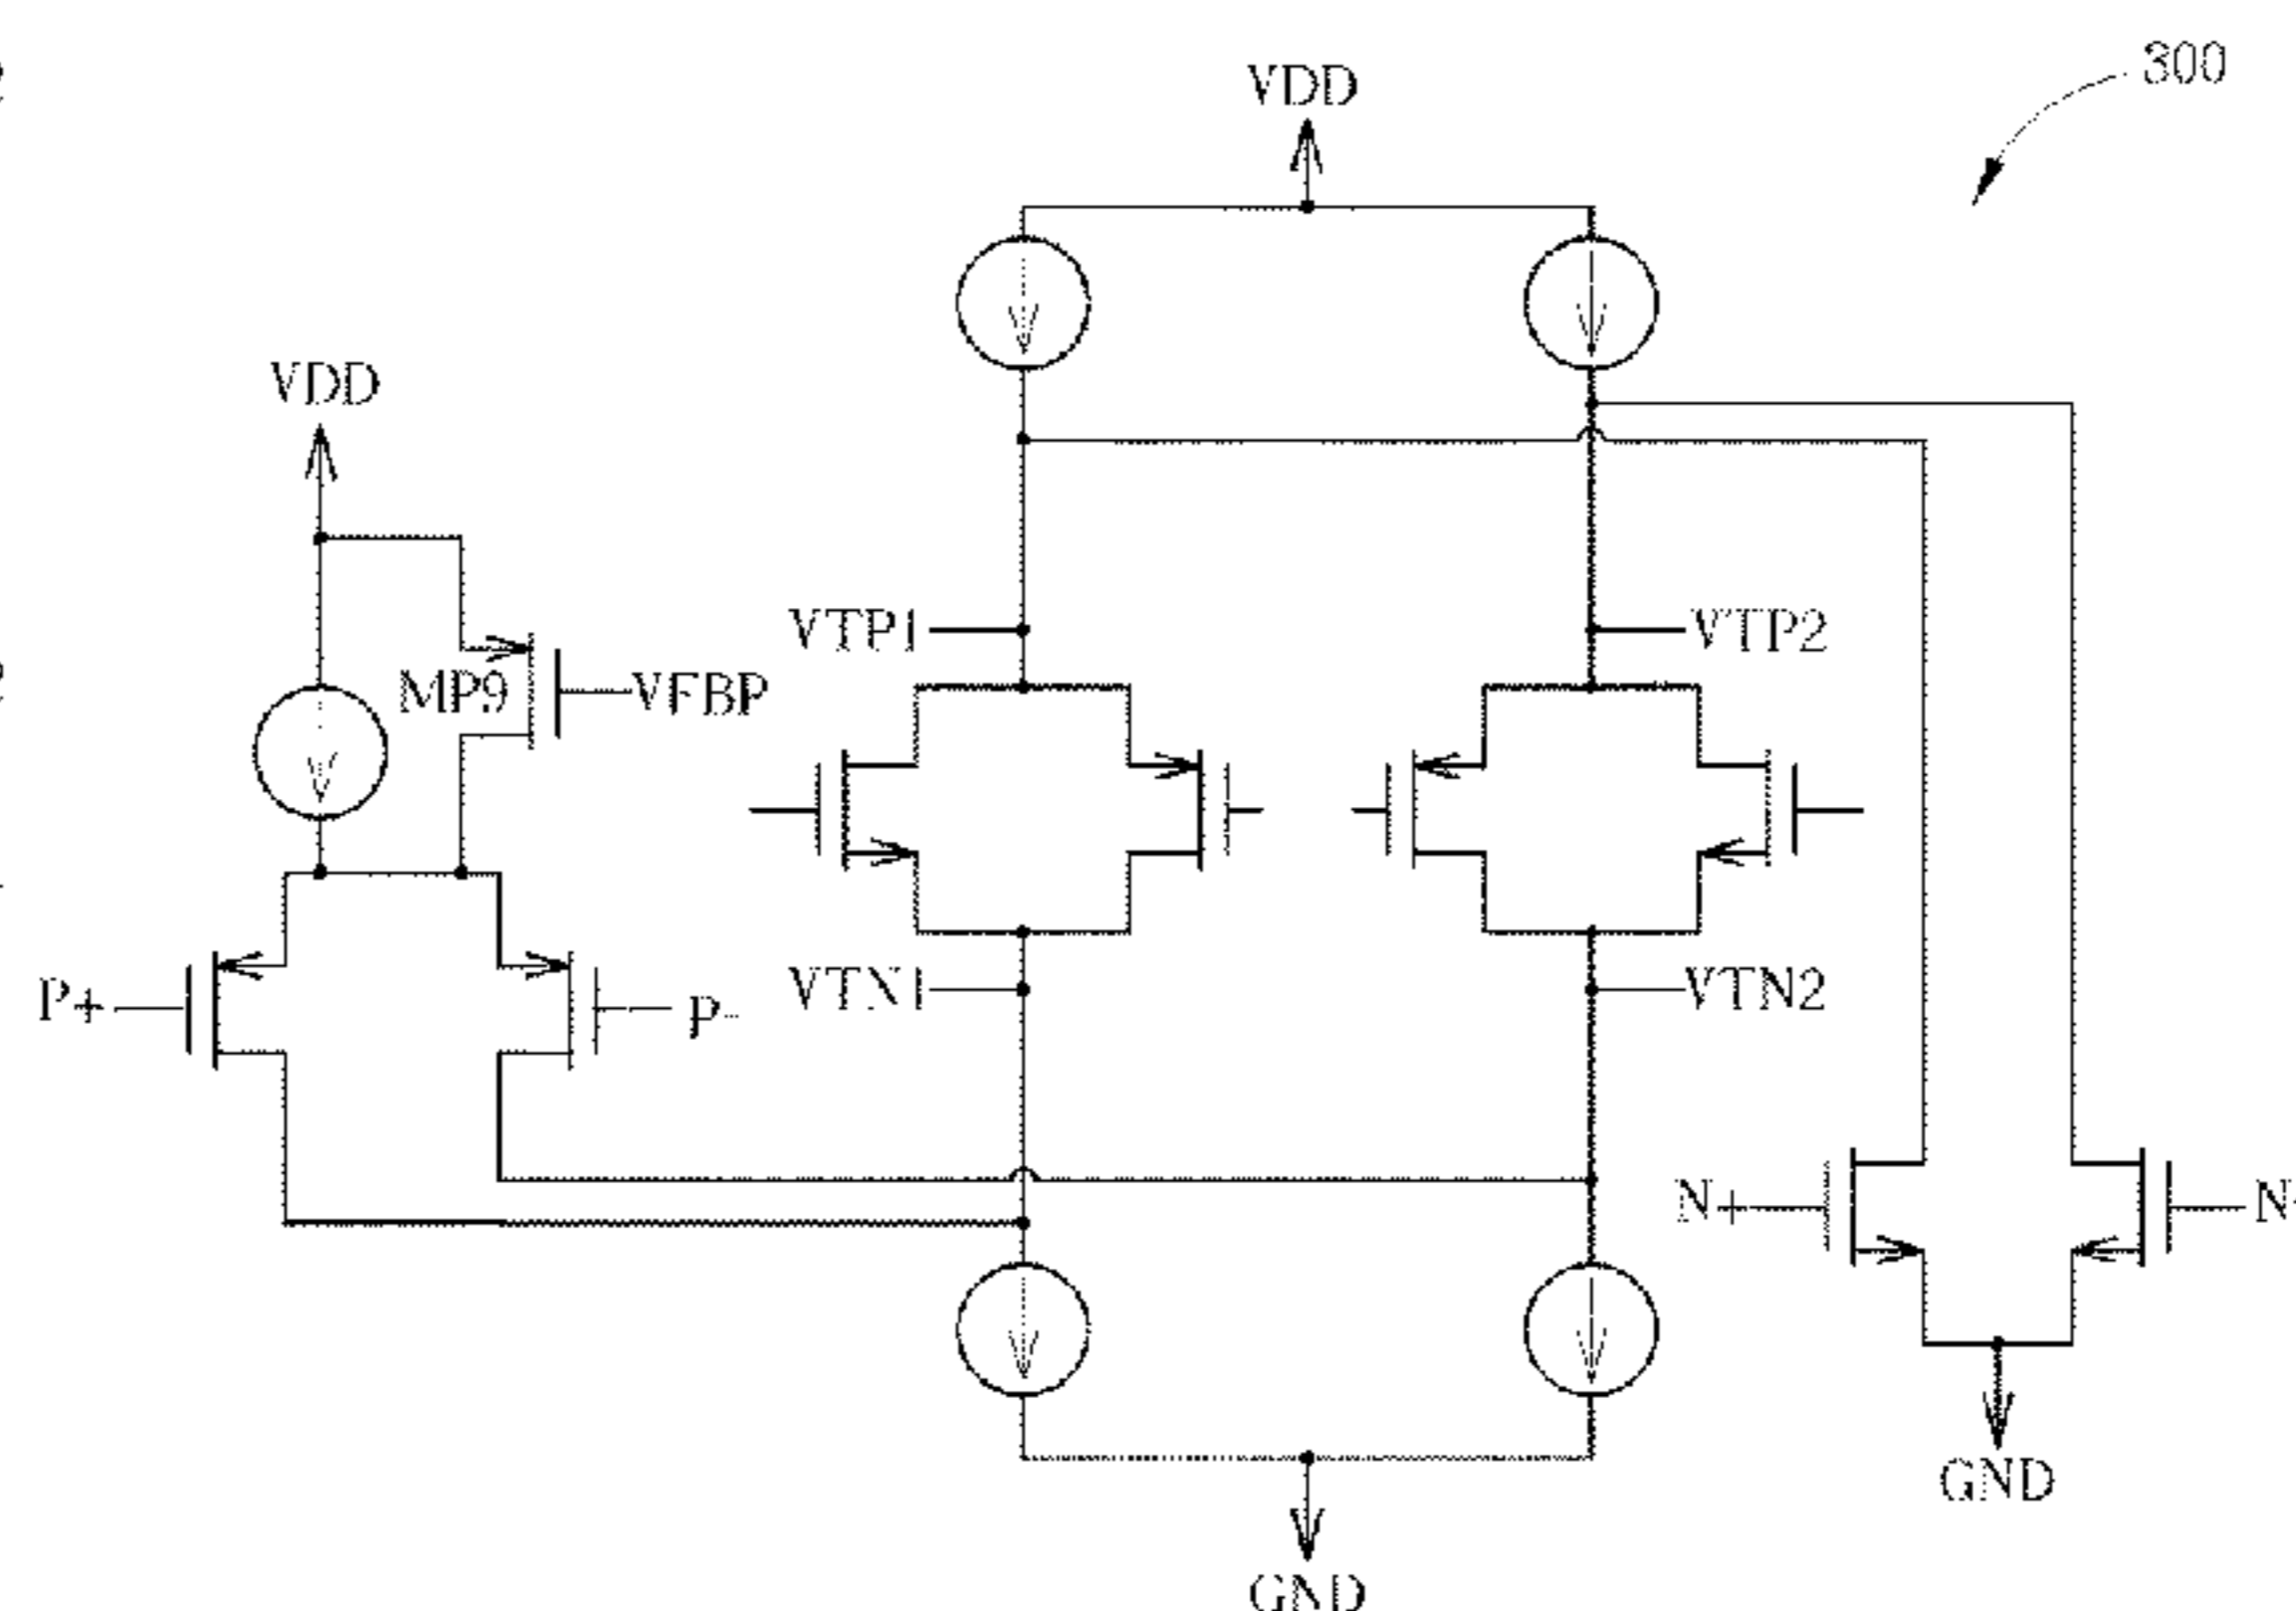 300
VDD
VDD
VTP1
VTP2
MP9
VFBP
VTN1
VTN2
P+
P-
N+
GND
GND